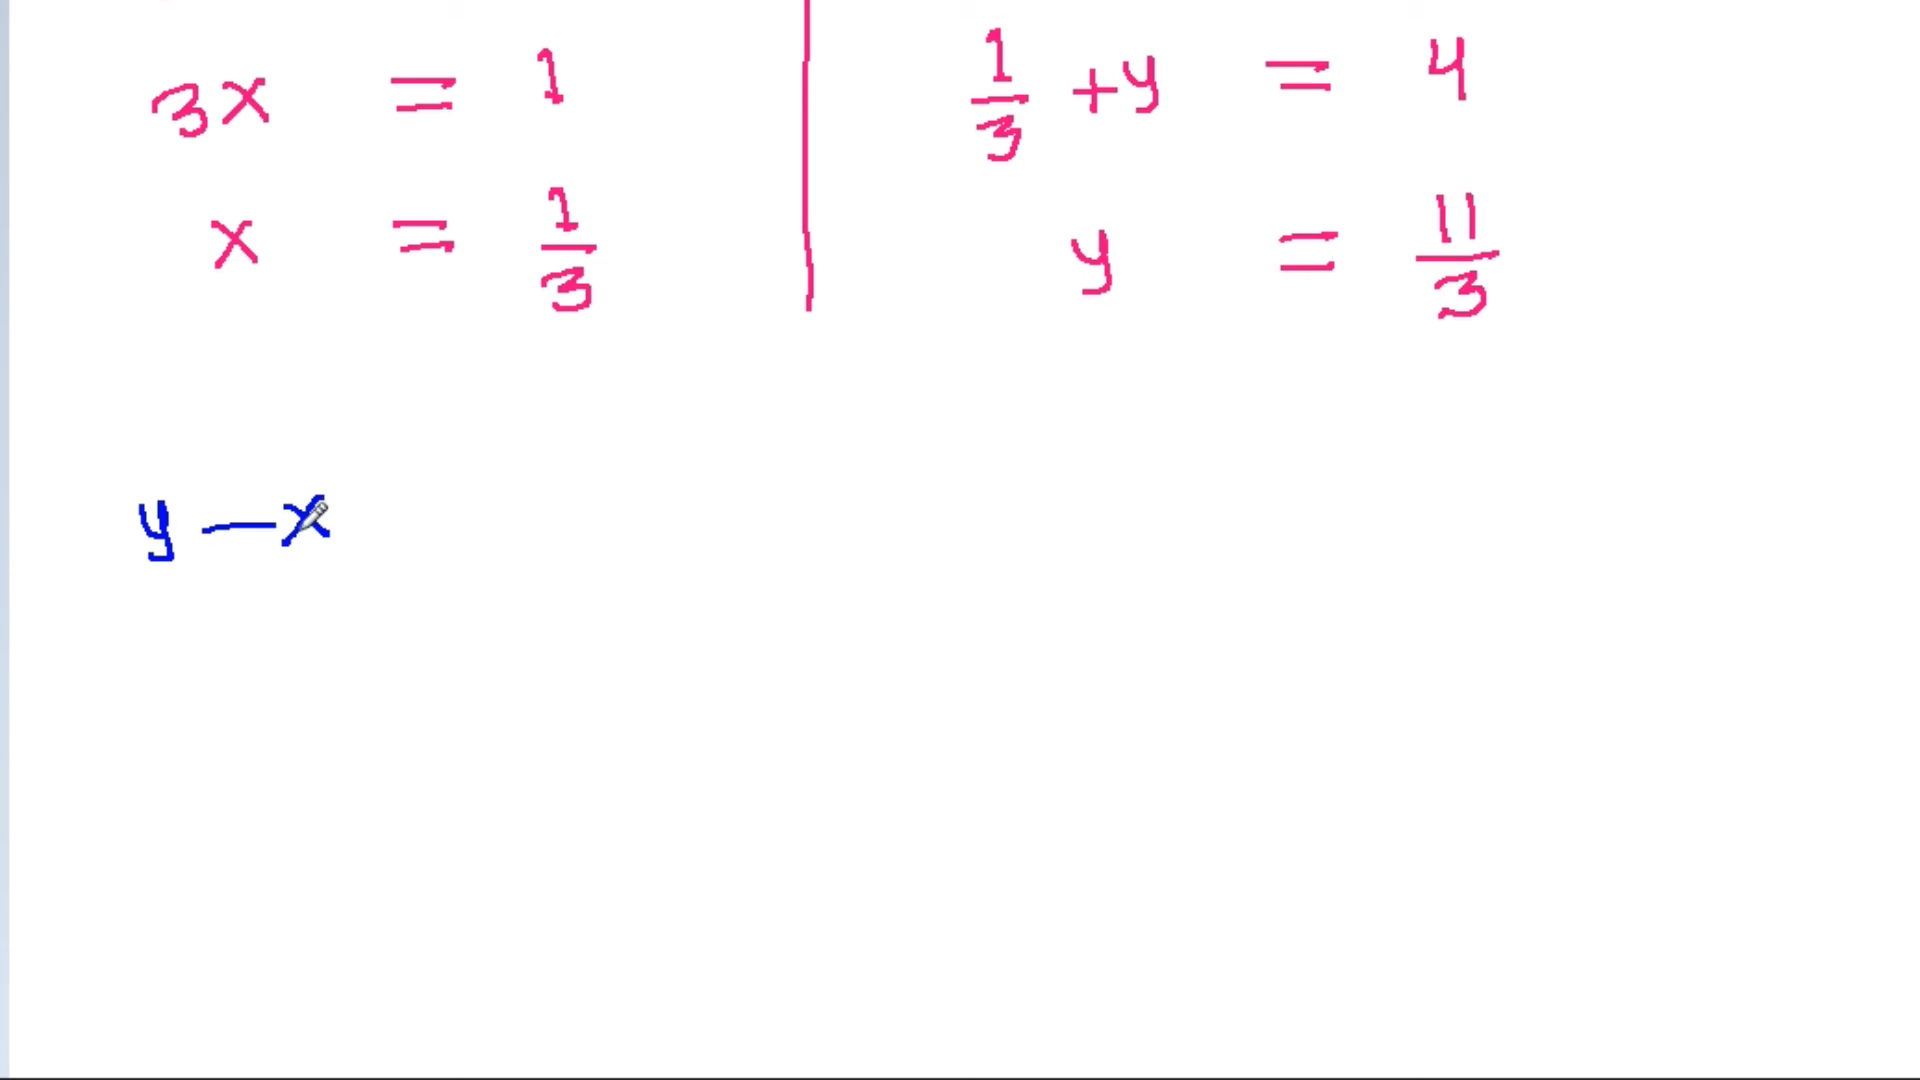 3x = 1
x = 1/3
1/3 + y = 4
y = 11/3
y — x